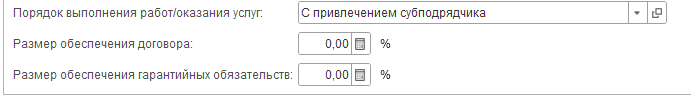 Порядок выполнения работ/оказания услуг: С привлечением субподрядчика
Размер обеспечения договора: 0,00 %
Размер обеспечения гарантийных обязательств: 0,00 %